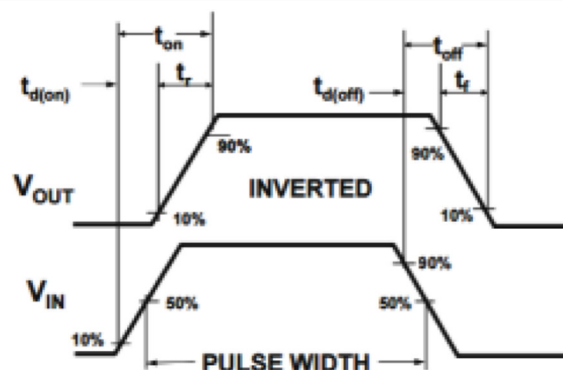 t_on
t_off
t_d(on)
t_r
t_d(off)
t_f
90%
90%
V_OUT
INVERTED
10%
10%
V_IN
90%
50%
50%
10%
PULSE WIDTH